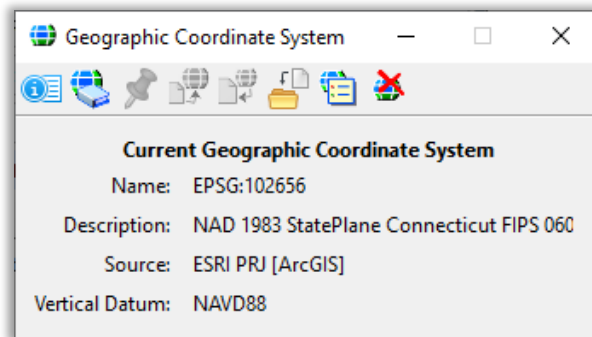 Geographic Coordinate System
Current Geographic Coordinate System
Name: EPSG:102656
Description: NAD 1983 StatePlane Connecticut FIPS 060
Source: ESRI PRJ [ArcGIS]
Vertical Datum: NAVD88